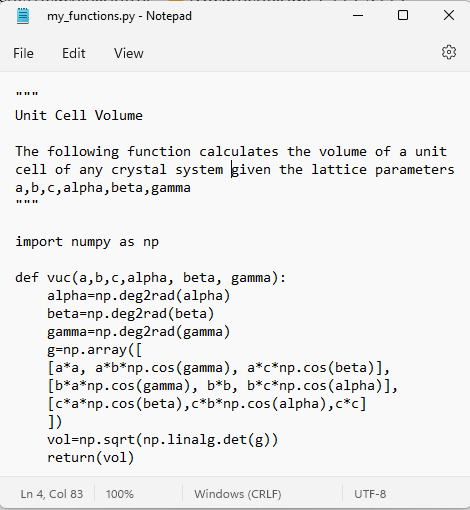 my_functions.py - Notepad
File Edit View
"""
Unit Cell Volume

The following function calculates the volume of a unit
cell of any crystal system given the lattice parameters
a,b,c,alpha,beta,gamma
"""

import numpy as np

def vuc(a,b,c,alpha, beta, gamma):
    alpha=np.deg2rad(alpha)
    beta=np.deg2rad(beta)
    gamma=np.deg2rad(gamma)
    g=np.array([
    [a*a, a*b*np.cos(gamma), a*c*np.cos(beta)],
    [b*a*np.cos(gamma), b*b, b*c*np.cos(alpha)],
    [c*a*np.cos(beta),c*b*np.cos(alpha),c*c]
    ])
    vol=np.sqrt(np.linalg.det(g))
    return(vol)
Ln 4, Col 83 100% Windows (CRLF) UTF-8